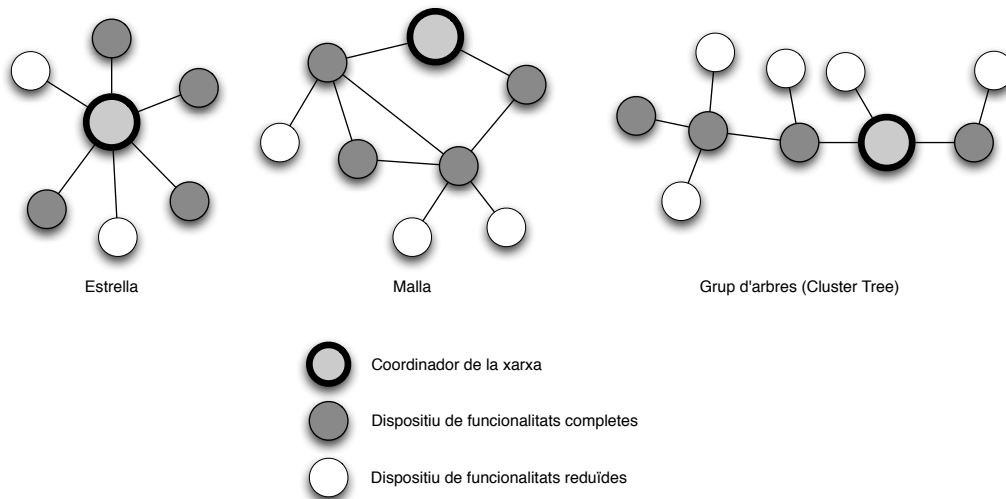 Estrella
Malla
Grup d'arbres (Cluster Tree)
Coordinador de la xarxa
Dispositiu de funcionalitats completes
Dispositiu de funcionalitats reduïdes